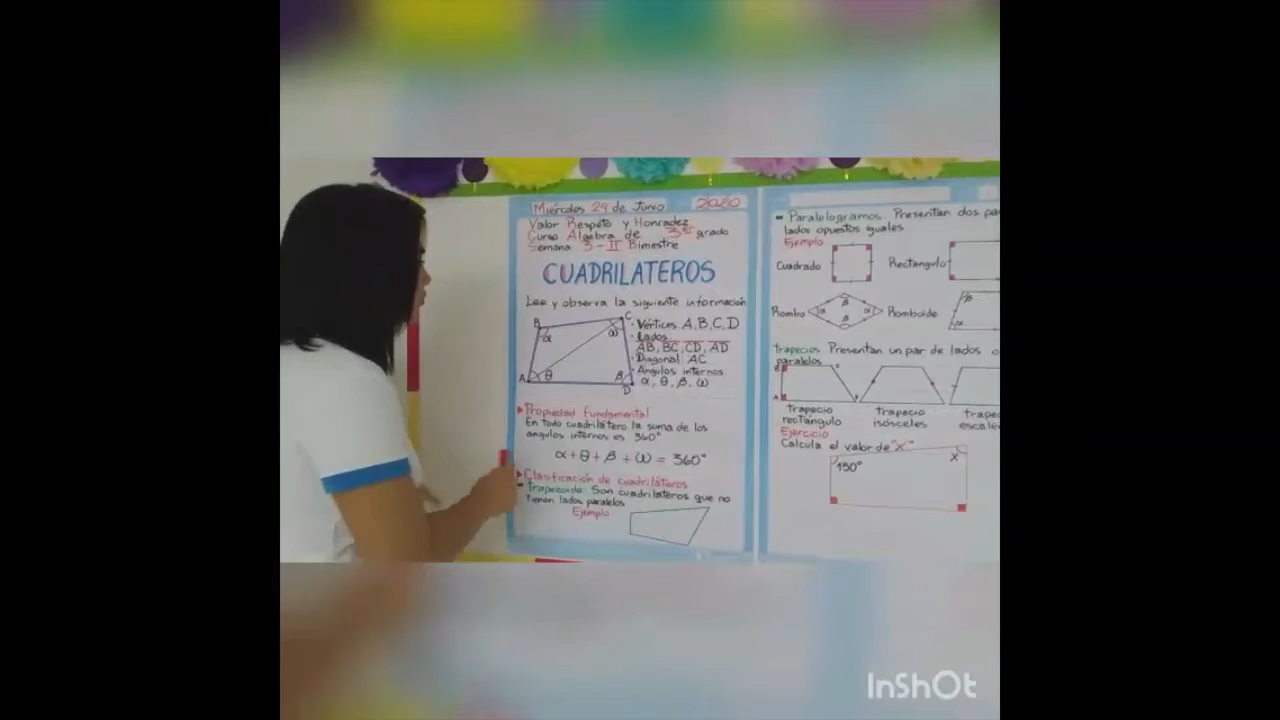 Miércoles 24 de Junio 2020
Valor Respeto y Honradez
Curso Algebra de 3er grado
Semana 3 - II Bimestre
CUADRILATEROS
Lee y observa la siguiente información
B C
α ω
A θ β D
· Vértices A, B, C, D
· Lados
AB, BC, CD, AD
· Diagonal AC
· Angulos internos
α, θ, β, ω
Propiedad Fundamental
En todo cuadrilátero la suma de los
angulos internos es 360°
α + θ + β + ω = 360°
Clasificación de cuadriláteros
- Trapezoide: Son cuadrilateros que no
tienen lados paralelos
Ejemplo
- Paralelogramos. Presentan dos
lados opuestos iguales
Ejemplo
Cuadrado Rectangulo
Rombo α β α β Romboide β α
Trapecios Presentan un par de lados
paralelos
B C
A D
trapecio
rectángulo
trapecio
isósceles
Ejercicio
Calcula el valor de "X"
150° X
InShOt